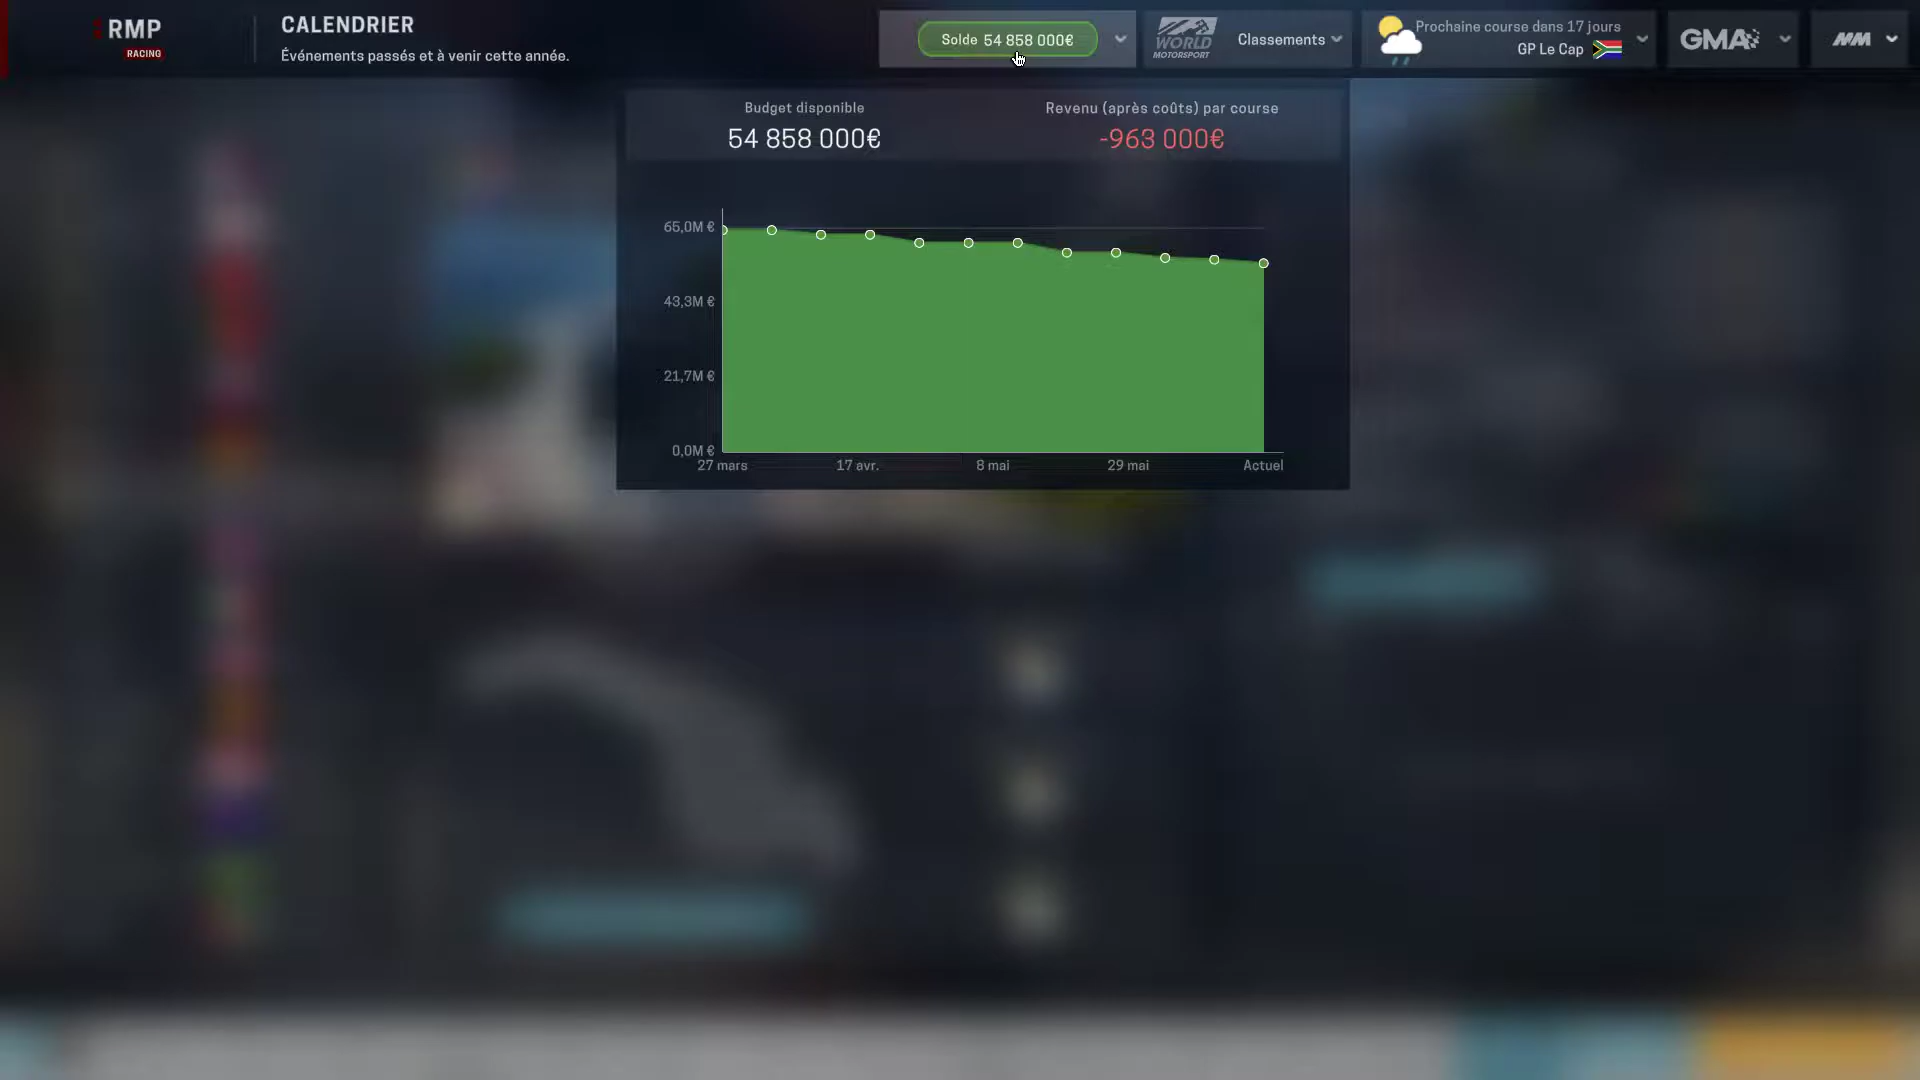 RMP
RACING
CALENDRIER
Événements passés et à venir cette année.
Solde 54 858 000€
WORLD
MOTORSPORT
Classements
Prochaine course dans 17 jours
GP Le Cap
GMA
Budget disponible
54 858 000€
Revenu (après coûts) par course
-963 000€
65,0M €
43,3M €
21,7M €
0,0M €
27 mars
17 avr.
8 mai
29 mai
Actuel